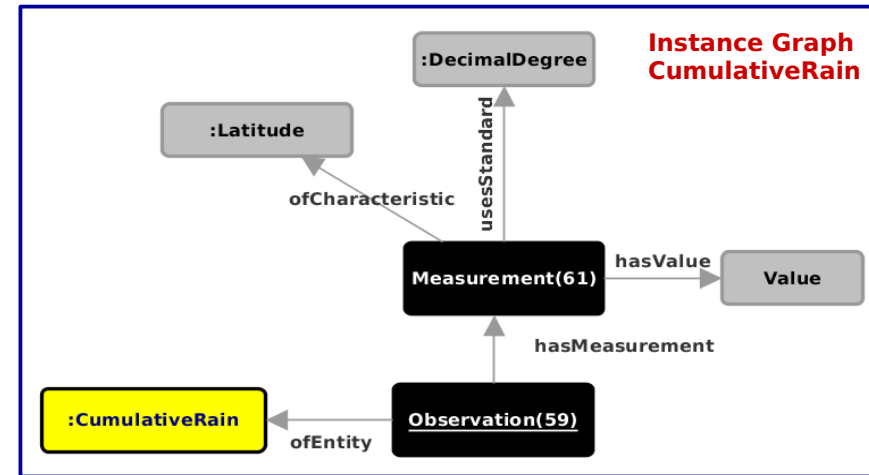 Instance Graph
CumulativeRain
:DecimalDegree
:Latitude
usesStandard
ofCharacteristic
Measurement(61)
hasValue
Value
hasMeasurement
:CumulativeRain
ofEntity
Observation(59)